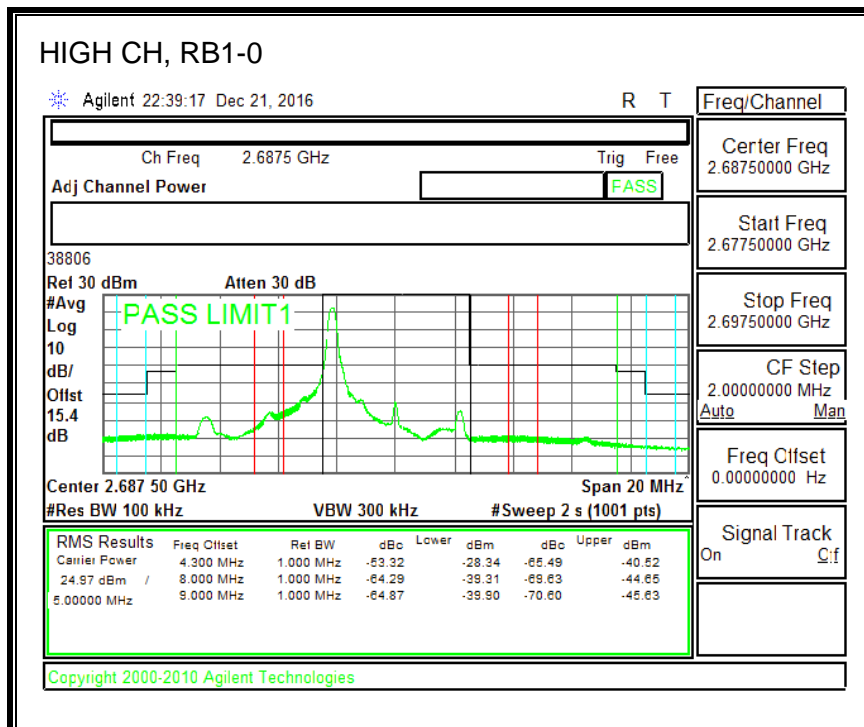 HIGH CH, RB1-0
Agilent 22:39:17 Dec 21, 2016 R T
Ch Freq 2.6875 GHz Trig Free
Adj Channel Power PASS
38806
Ref 30 dBm Atten 30 dB
#Avg
Log
10
dB/
Offst
15.4
dB
PASS LIMIT1
Center 2.687 50 GHz Span 20 MHz
#Res BW 100 kHz VBW 300 kHz #Sweep 2 s (1001 pts)
RMS Results Freq Offset Ref BW dBc Lower dBm dBc Upper dBm
Carrier Power 4.300 MHz 1.000 MHz -53.32 -28.34 -65.49 -40.52
24.97 dBm / 8.000 MHz 1.000 MHz -64.29 -39.31 -69.63 -44.65
5.00000 MHz 9.000 MHz 1.000 MHz -64.87 -39.90 -70.60 -45.63
Copyright 2000-2010 Agilent Technologies
Freq/Channel
Center Freq
2.68750000 GHz
Start Freq
2.67750000 GHz
Stop Freq
2.69750000 GHz
CF Step
2.00000000 MHz
Auto Man
Freq Offset
0.00000000 Hz
Signal Track
On Off